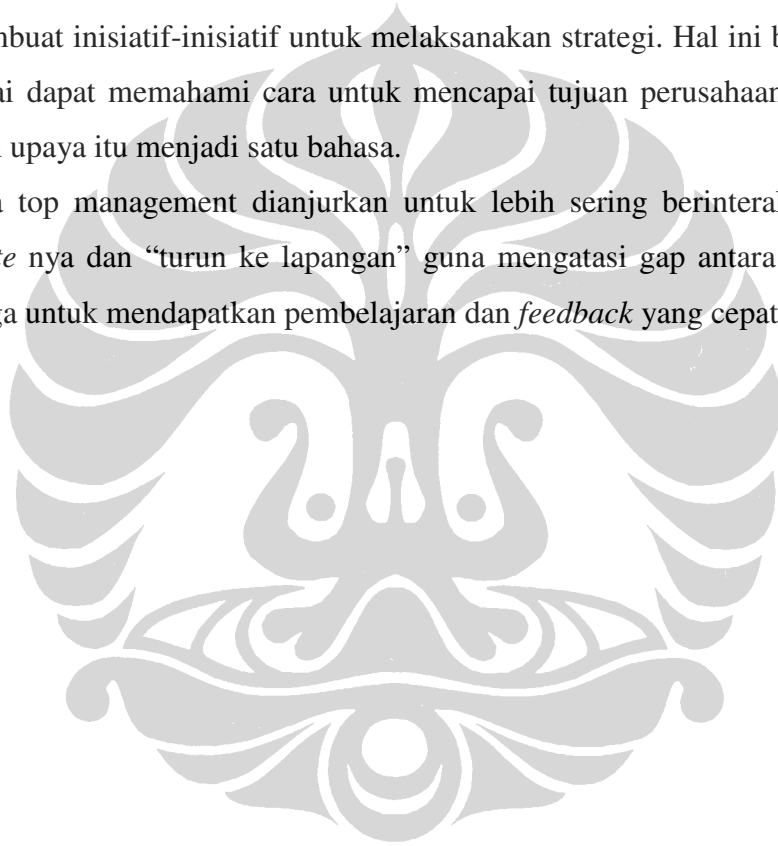 mbuat inisiatif-inisiatif untuk melaksanakan strategi. Hal ini b
ai dapat memahami cara untuk mencapai tujuan perusahaan
upaya itu menjadi satu bahasa.
a top management dianjurkan untuk lebih sering berintera
te nya dan “turun ke lapangan” guna mengatasi gap antara
ga untuk mendapatkan pembelajaran dan feedback yang cepat